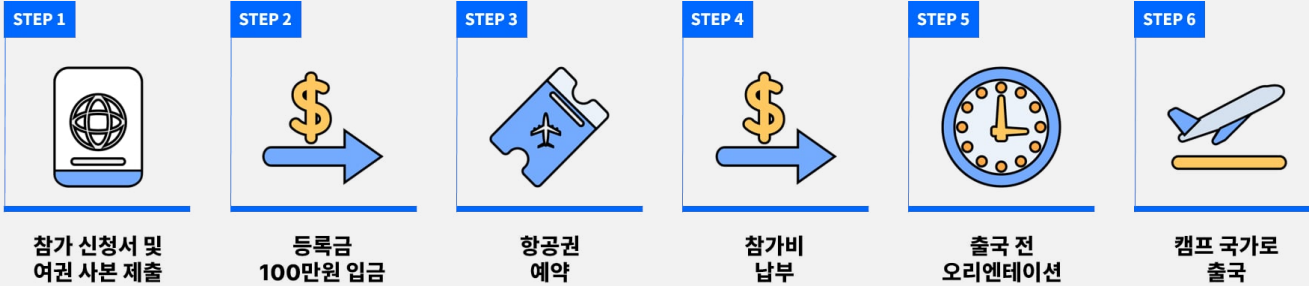 STEP 1
참가 신청서 및
여권 사본 제출
STEP 2
등록금
100만원 입금
STEP 3
항공권
예약
STEP 4
참가비
납부
STEP 5
출국 전
오리엔테이션
STEP 6
캠프 국가로
출국